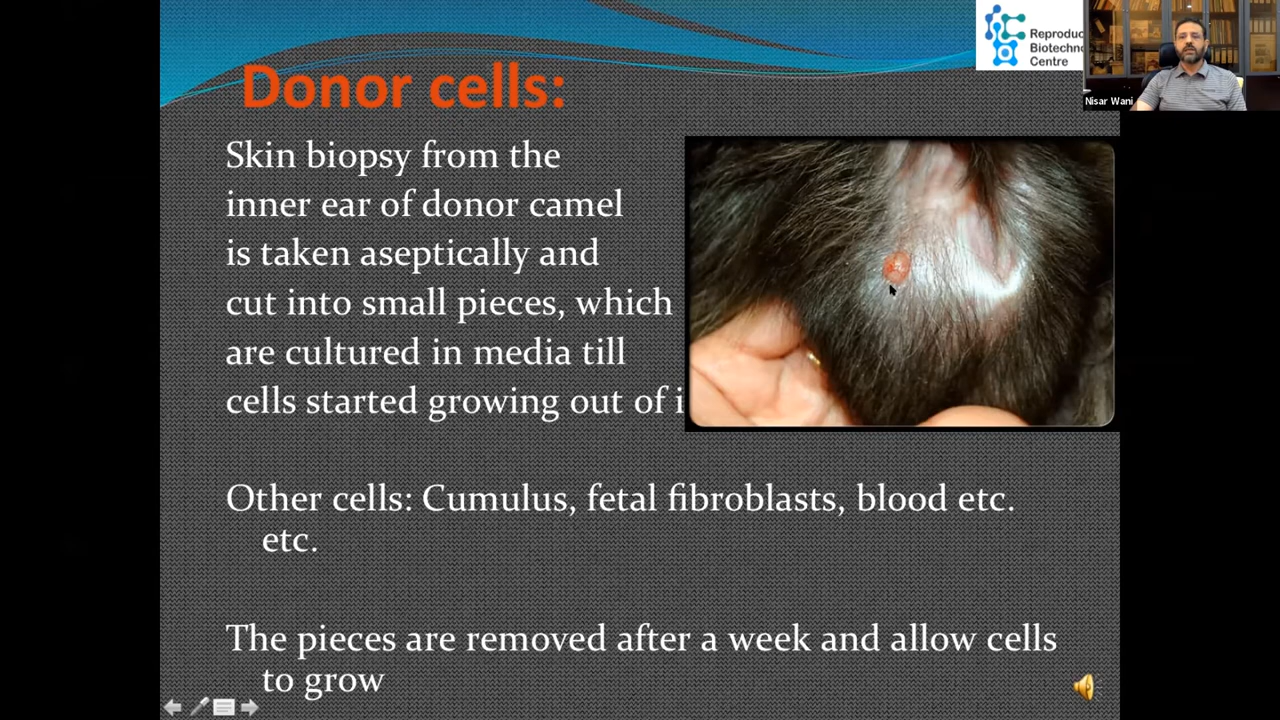 Donor cells:
Reproduc
Biotechno
Centre
Nisar Wani
Skin biopsy from the
inner ear of donor camel
is taken aseptically and
cut into small pieces, which
are cultured in media till
cells started growing out of i
Other cells: Cumulus, fetal fibroblasts, blood etc.
etc.
The pieces are removed after a week and allow cells
to grow